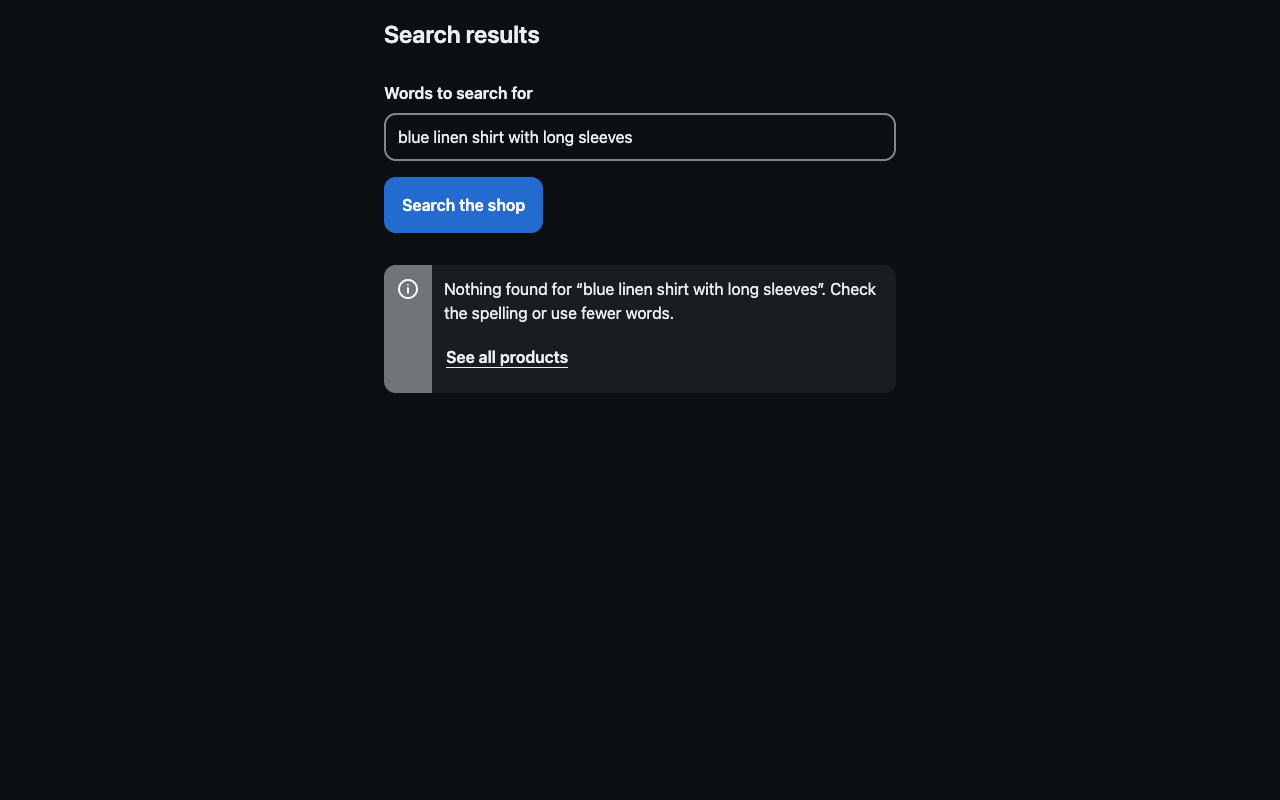 Search results
Words to search for
blue linen shirt with long sleeves
Search the shop
Nothing found for “blue linen shirt with long sleeves”. Check
the spelling or use fewer words.
See all products